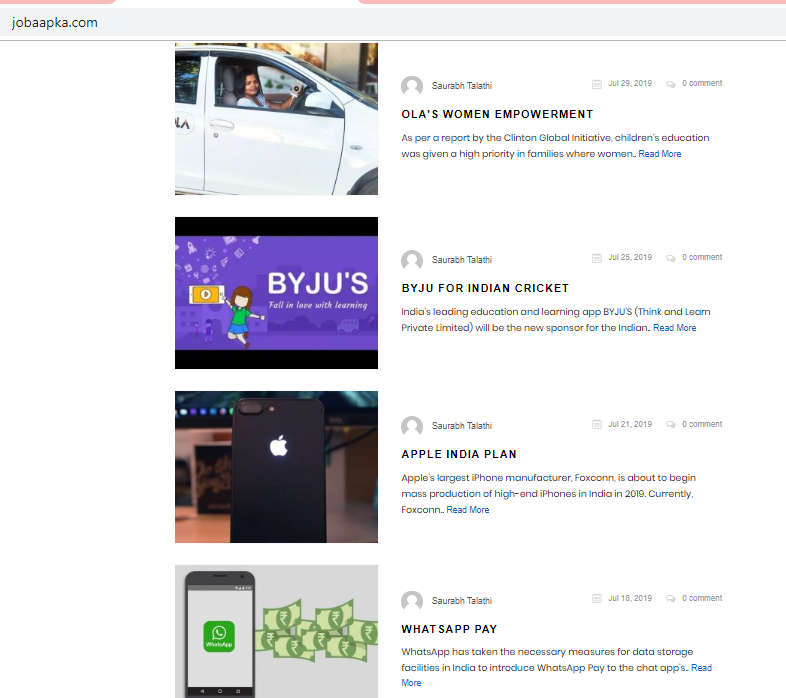 jobaapka.com
Saurabh Talathi
Jul 29, 2019
0 comment
OLA'S WOMEN EMPOWERMENT
As per a report by the Clinton Global Initiative, children's education
was given a high priority in families where women.. Read More
OLA
Saurabh Talathi
Jul 25, 2019
0 comment
BYJU'S
Fall in love with learning
BYJU FOR INDIAN CRICKET
India's leading education and learning app BYJU'S (Think and Learn
Private Limited) will be the new sponsor for the Indian.. Read More
Saurabh Talathi
Jul 21, 2019
0 comment
APPLE INDIA PLAN
Apple's largest iPhone manufacturer, Foxconn, is about to begin
mass production of high-end iPhones in India in 2019. Currently,
Foxconn.. Read More
Saurabh Talathi
Jul 18, 2019
0 comment
WHATSAPP PAY
WhatsApp has taken the necessary measures for data storage
facilities in India to introduce WhatsApp Pay to the chat app's.. Read
More
WhatsApp
₹
₹
₹
₹
₹